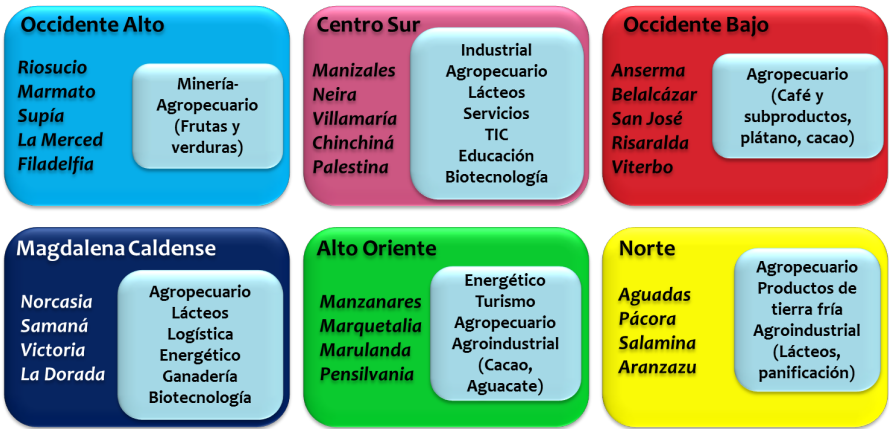 Occidente Alto
Riosucio
Marmato
Supía
La Merced
Filadelfia
Minería-
Agropecuario
(Frutas y
verduras)
Centro Sur
Manizales
Neira
Villamaría
Chinchiná
Palestina
Industrial
Agropecuario
Lácteos
Servicios
TIC
Educación
Biotecnología
Occidente Bajo
Anserma
Belalcázar
San José
Risaralda
Viterbo
Agropecuario
(Café y
subproductos,
plátano, cacao)
Magdalena Caldense
Norcasia
Samaná
Victoria
La Dorada
Agropecuario
Lácteos
Logística
Energético
Ganadería
Biotecnología
Alto Oriente
Manzanares
Marquetalia
Marulanda
Pensilvania
Energético
Turismo
Agropecuario
Agroindustrial
(Cacao,
Aguacate)
Norte
Aguadas
Pácora
Salamina
Aranzazu
Agropecuario
Productos de
tierra fría
Agroindustrial
(Lácteos,
panificación)